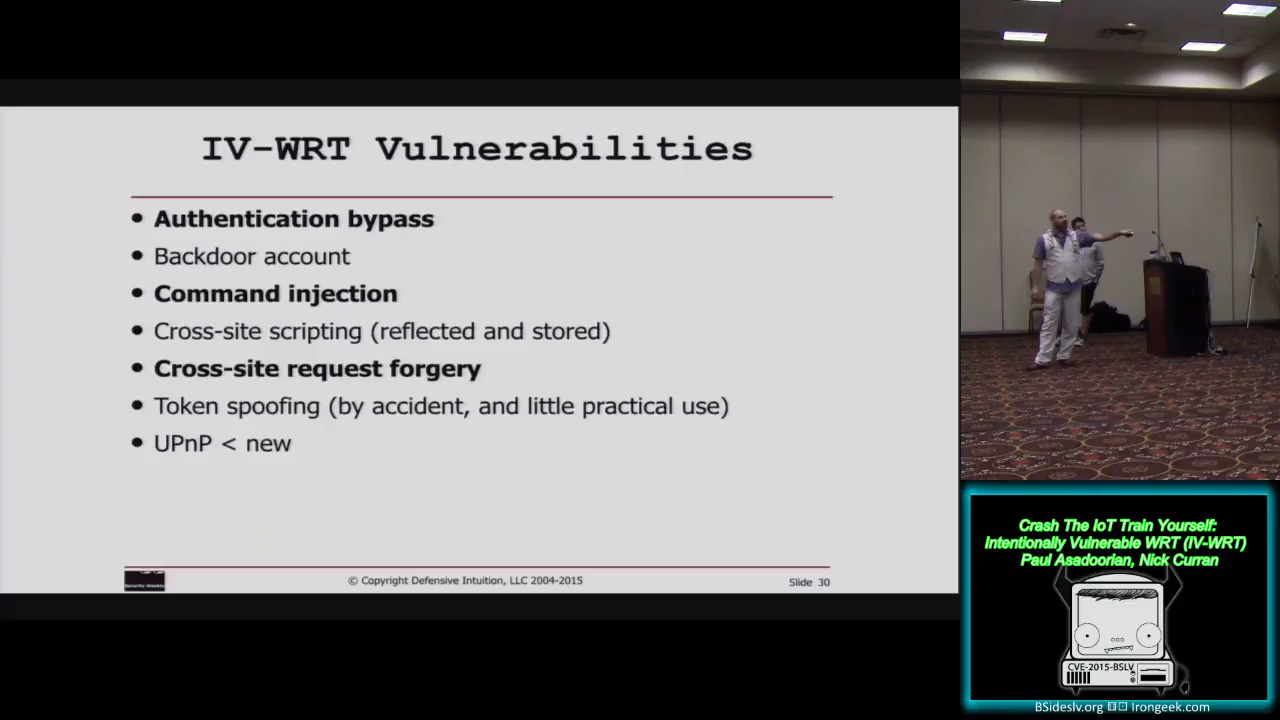 IV-WRT Vulnerabilities
• Authentication bypass
• Backdoor account
• Command injection
• Cross-site scripting (reflected and stored)
• Cross-site request forgery
• Token spoofing (by accident, and little practical use)
• UPnP < new
Security Weekly
© Copyright Defensive Intuition, LLC 2004-2015
Slide 30
Crash The IoT Train Yourself:
Intentionally Vulnerable WRT (IV-WRT)
Paul Asadoorian, Nick Curran
CVE-2015-BSLV
BSideslv.org Irongeek.com